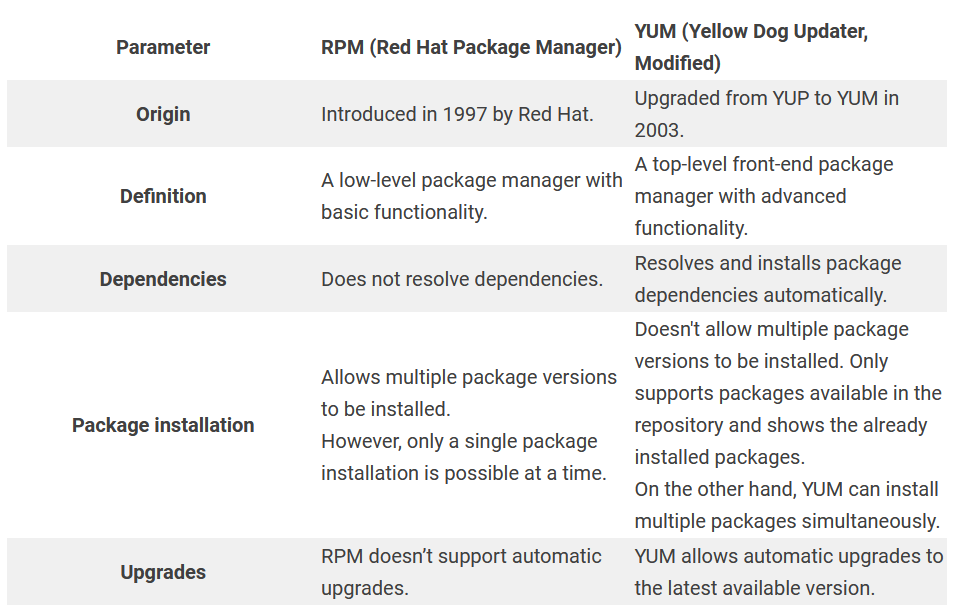 Parameter
RPM (Red Hat Package Manager)
YUM (Yellow Dog Updater,
Modified)
Origin
Introduced in 1997 by Red Hat.
Upgraded from YUP to YUM in
2003.
Definition
A low-level package manager with
basic functionality.
A top-level front-end package
manager with advanced
functionality.
Dependencies
Does not resolve dependencies.
Resolves and installs package
dependencies automatically.
Package installation
Allows multiple package versions
to be installed.
However, only a single package
installation is possible at a time.
Doesn't allow multiple package
versions to be installed. Only
supports packages available in the
repository and shows the already
installed packages.
On the other hand, YUM can install
multiple packages simultaneously.
Upgrades
RPM doesn’t support automatic
upgrades.
YUM allows automatic upgrades to
the latest available version.